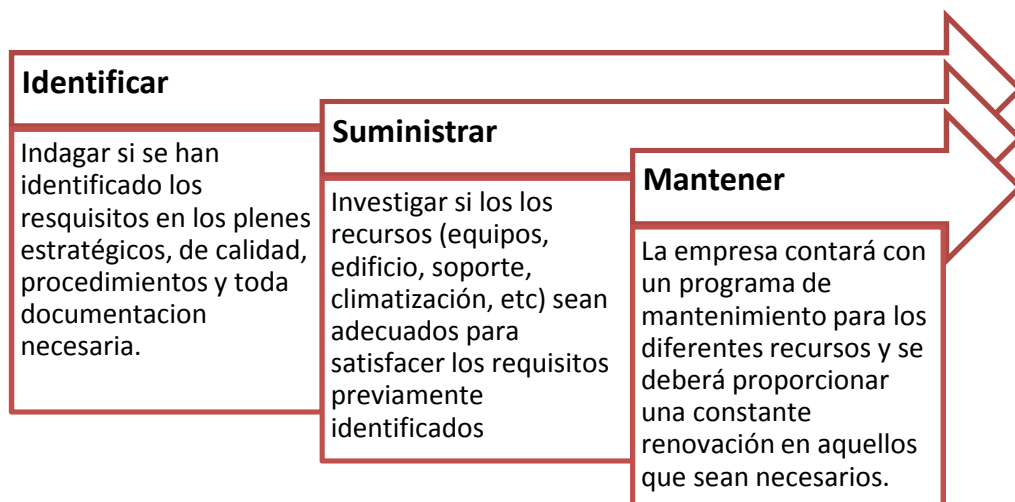 Identificar
Indagar si se han
identificado los
resquisitos en los plenes
estratégicos, de calidad,
procedimientos y toda
documentacion
necesaria.
Suministrar
Investigar si los los
recursos (equipos,
edificio, soporte,
climatización, etc) sean
adecuados para
satisfacer los requisitos
previamente
identificados
Mantener
La empresa contará con
un programa de
mantenimiento para los
diferentes recursos y se
deberá proporcionar
una constante
renovación en aquellos
que sean necesarios.